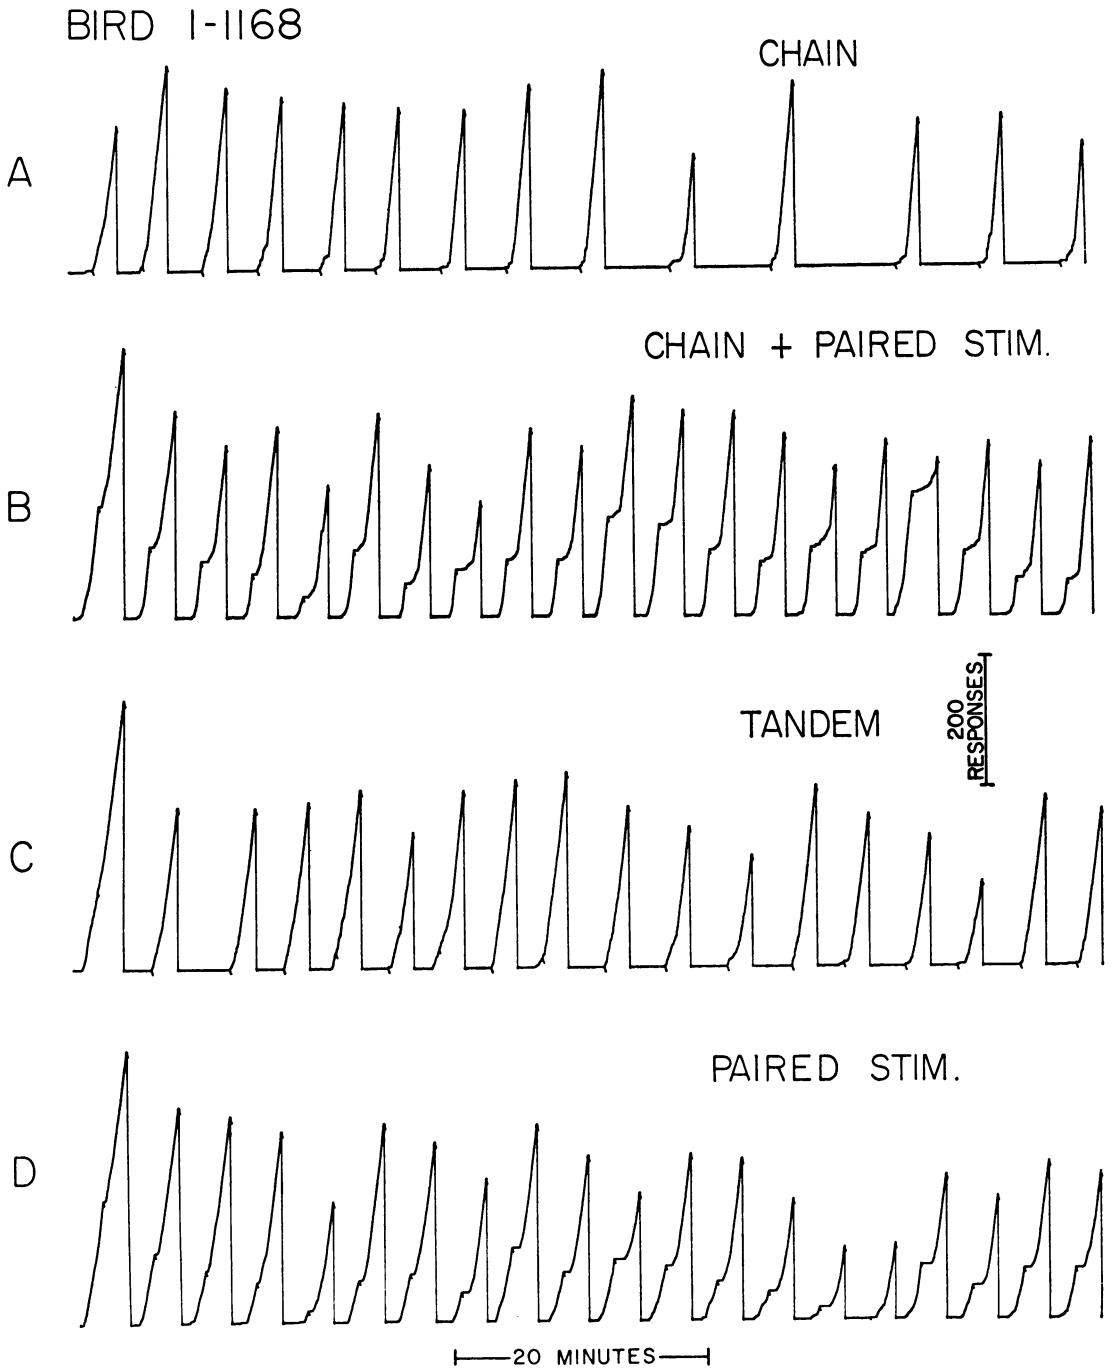 BIRD 1-1168
CHAIN
A
CHAIN + PAIRED STIM.
B
200
RESPONSES
TANDEM
C
PAIRED STIM.
D
20 MINUTES